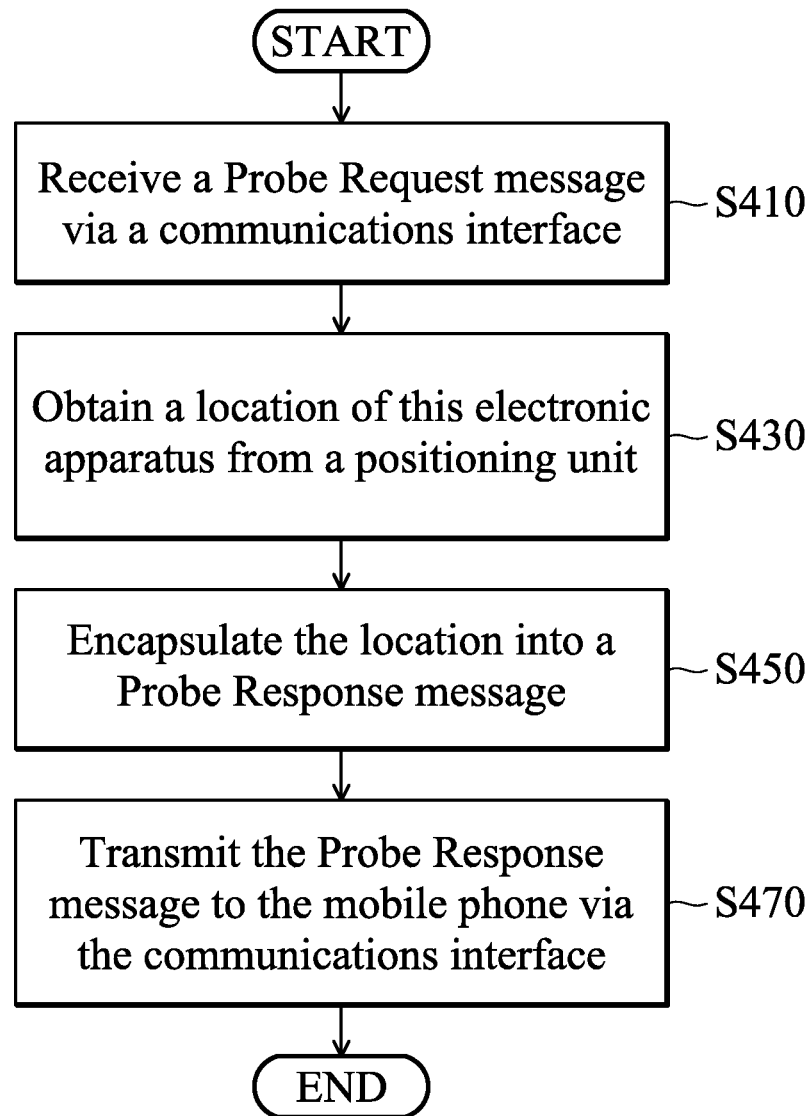 START
Receive a Probe Request message
via a communications interface
S410
Obtain a location of this electronic
apparatus from a positioning unit
S430
Encapsulate the location into a
Probe Response message
S450
Transmit the Probe Response
message to the mobile phone via
the communications interface
S470
END